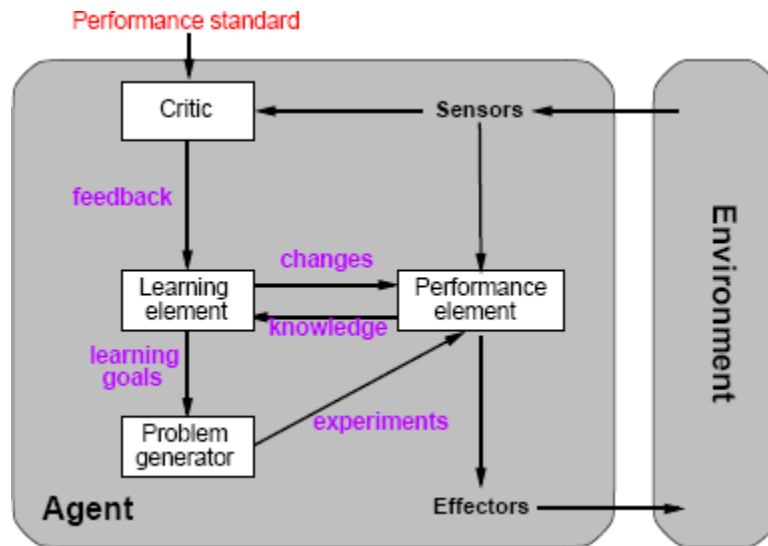 Performance standard
Critic
Sensors
feedback
changes
Learning
element
Performance
element
knowledge
learning
goals
experiments
Problem
generator
Agent
Effectors
Environment